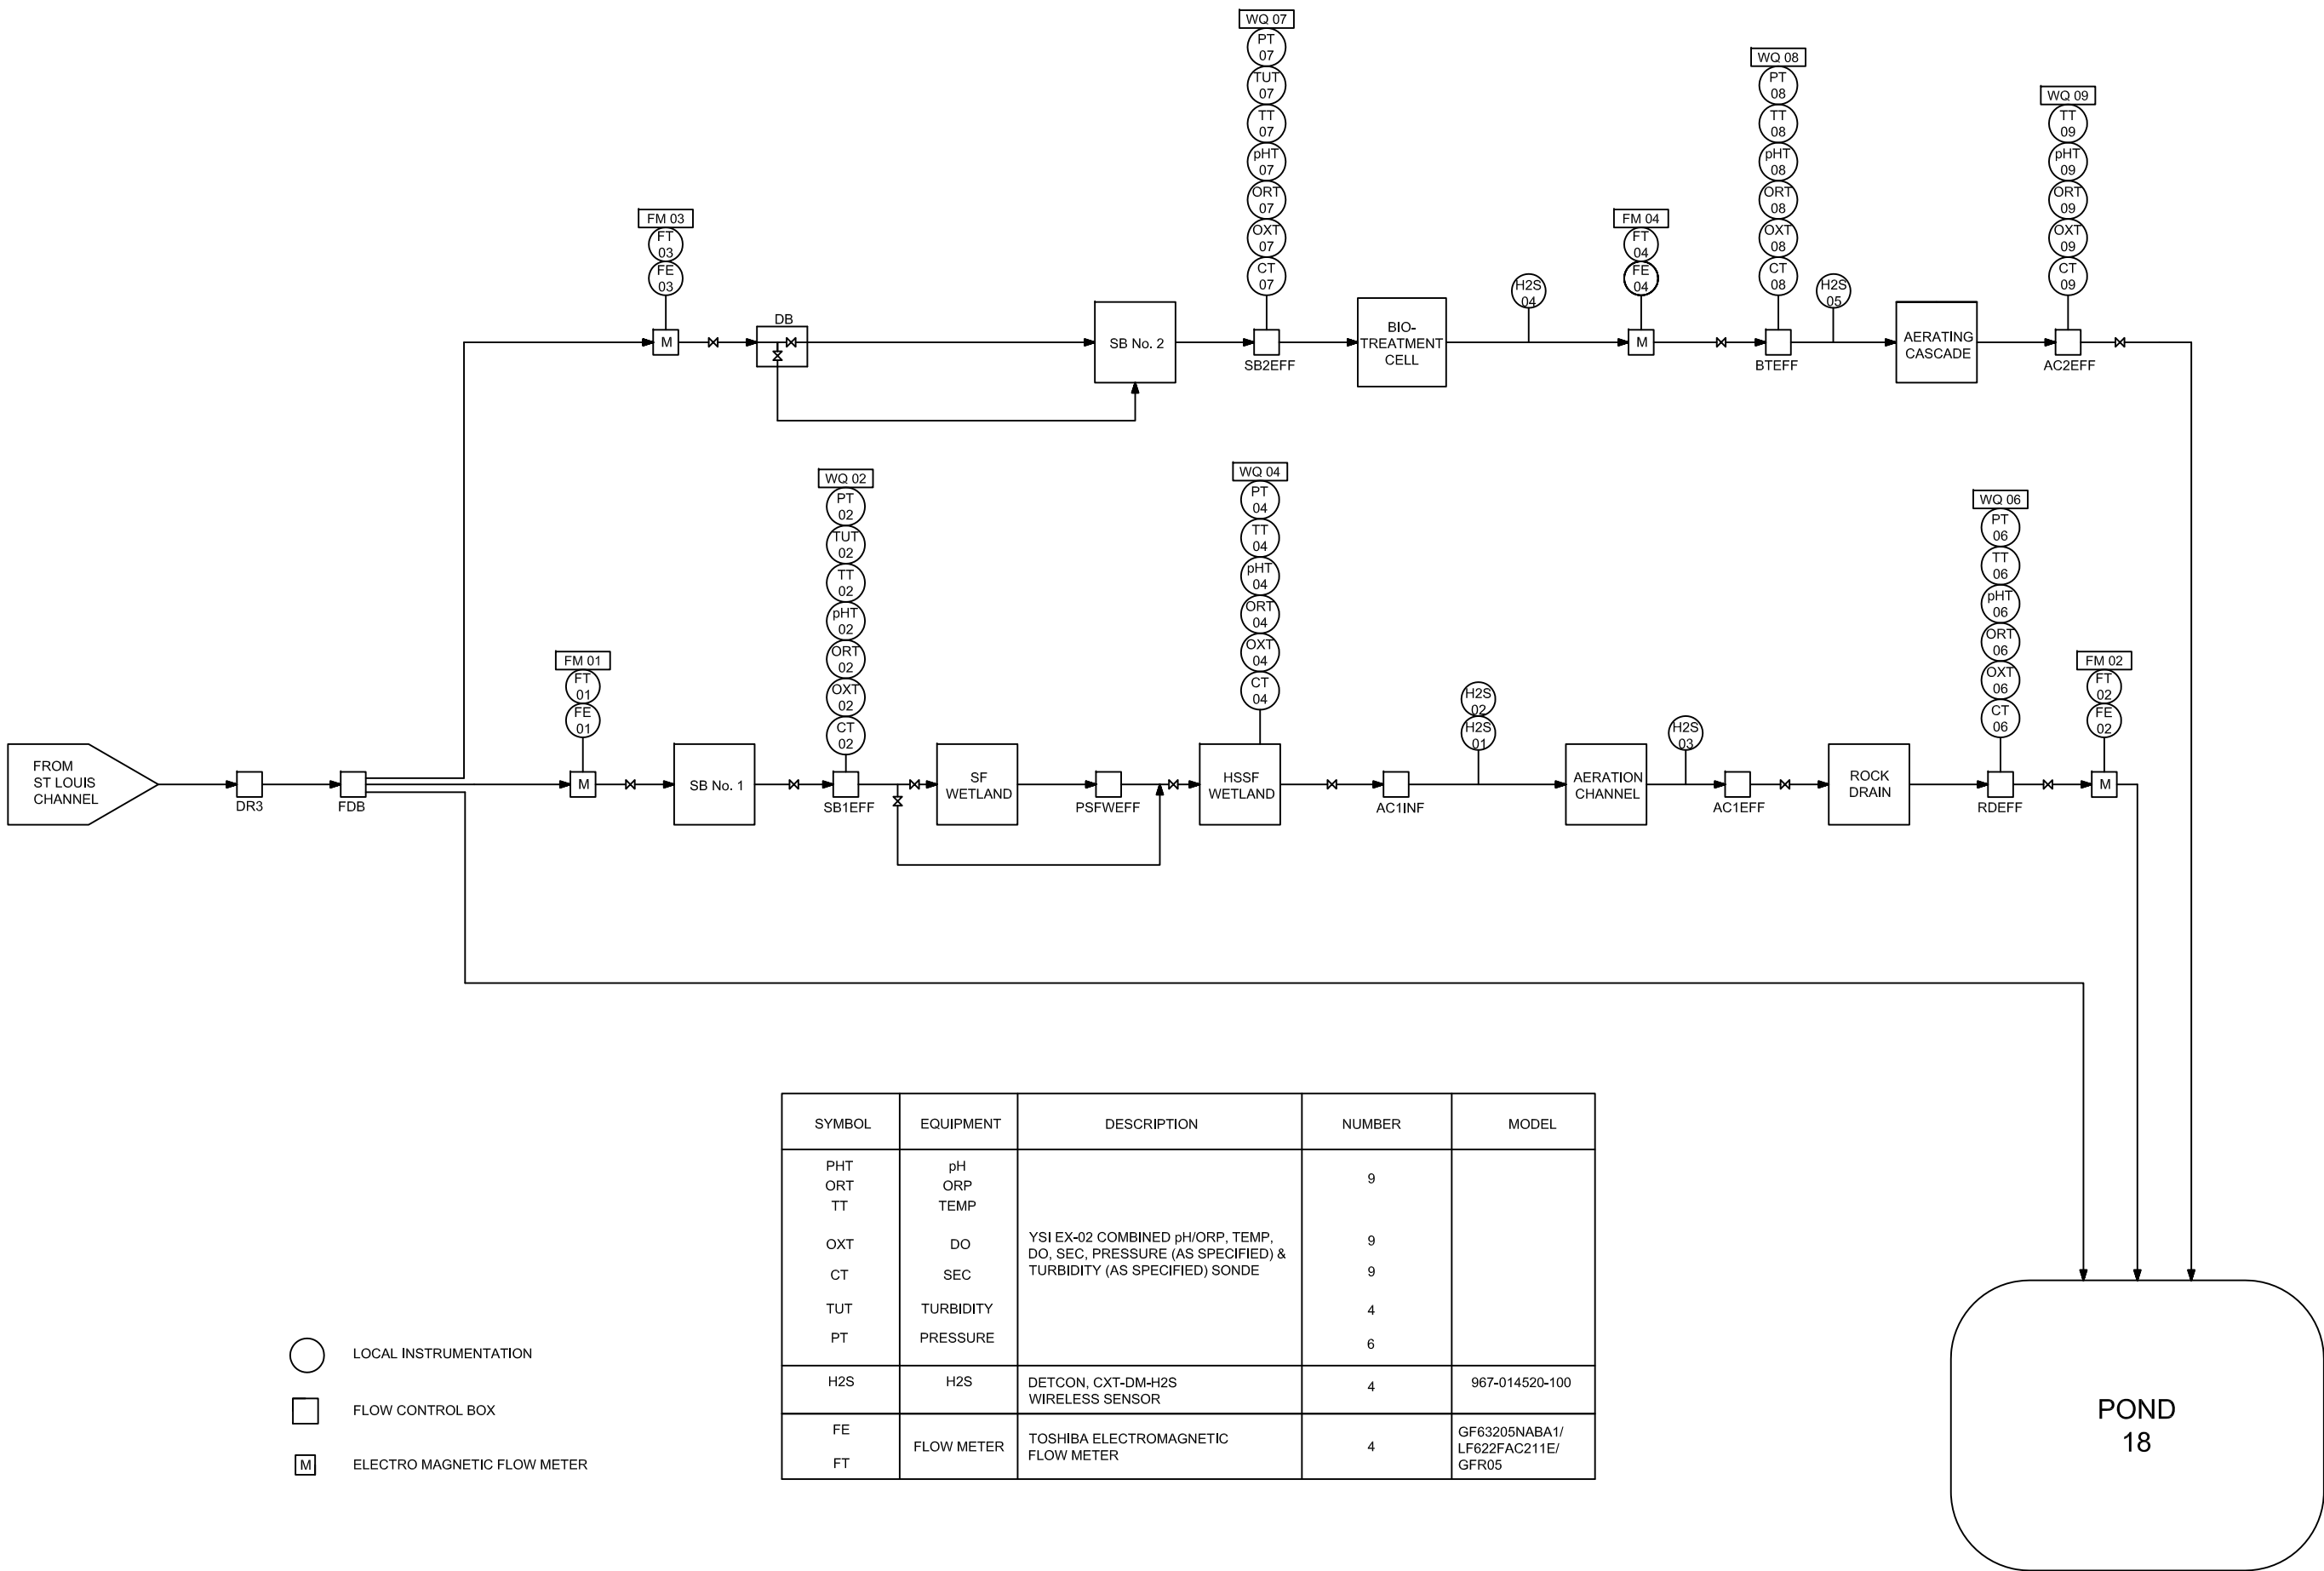 WQ 07
PT
07
TUT
07
TT
07
pHT
07
ORT
07
OXT
07
CT
07
SB2EFF
WQ 08
PT
08
TT
08
pHT
08
ORT
08
OXT
08
CT
08
BTEFF
WQ 09
TT
09
pHT
09
ORT
09
OXT
09
CT
09
AC2EFF
FM 03
FT
03
FE
03
M
DB
SB No. 2
BIO-
TREATMENT
CELL
H2S
04
FM 04
FT
04
FE
04
M
H2S
05
AERATING
CASCADE
FROM
ST LOUIS
CHANNEL
DR3
FDB
FM 01
FT
01
FE
01
M
SB No. 1
WQ 02
PT
02
TUT
02
TT
02
pHT
02
ORT
02
OXT
02
CT
02
SB1EFF
SF
WETLAND
PSFWEFF
WQ 04
PT
04
TT
04
pHT
04
ORT
04
OXT
04
CT
04
HSSF
WETLAND
AC1INF
H2S
02
H2S
01
AERATION
CHANNEL
H2S
03
AC1EFF
ROCK
DRAIN
WQ 06
PT
06
TT
06
pHT
06
ORT
06
OXT
06
CT
06
RDEFF
FM 02
FT
02
FE
02
M
SYMBOL EQUIPMENT DESCRIPTION NUMBER MODEL
PHT pH
ORT ORP
9
TT TEMP
OXT DO
YSI EX-02 COMBINED pH/ORP, TEMP,
DO, SEC, PRESSURE (AS SPECIFIED) &
TURBIDITY (AS SPECIFIED) SONDE
9
CT SEC 9
TUT TURBIDITY 4
PT PRESSURE 6
H2S H2S
DETCON, CXT-DM-H2S
WIRELESS SENSOR
4 967-014520-100
FE
FT
FLOW METER
TOSHIBA ELECTROMAGNETIC
FLOW METER
4
GF63205NABA1/
LF622FAC211E/
GFR05
LOCAL INSTRUMENTATION
FLOW CONTROL BOX
M ELECTRO MAGNETIC FLOW METER
POND
18